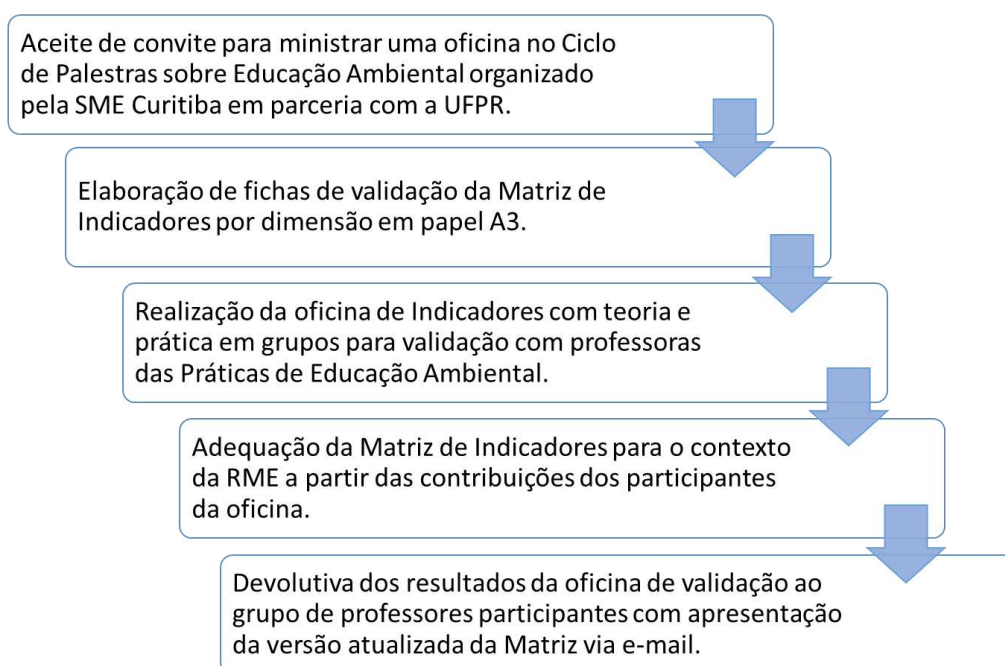 Aceite de convite para ministrar uma oficina no Ciclo
de Palestras sobre Educação Ambiental organizado
pela SME Curitiba em parceria com a UFPR.
Elaboração de fichas de validação da Matriz de
Indicadores por dimensão em papel A3.
Realização da oficina de Indicadores com teoria e
prática em grupos para validação com professoras
das Práticas de Educação Ambiental.
Adequação da Matriz de Indicadores para o contexto
da RME a partir das contribuições dos participantes
da oficina.
Devolutiva dos resultados da oficina de validação ao
grupo de professores participantes com apresentação
da versão atualizada da Matriz via e-mail.